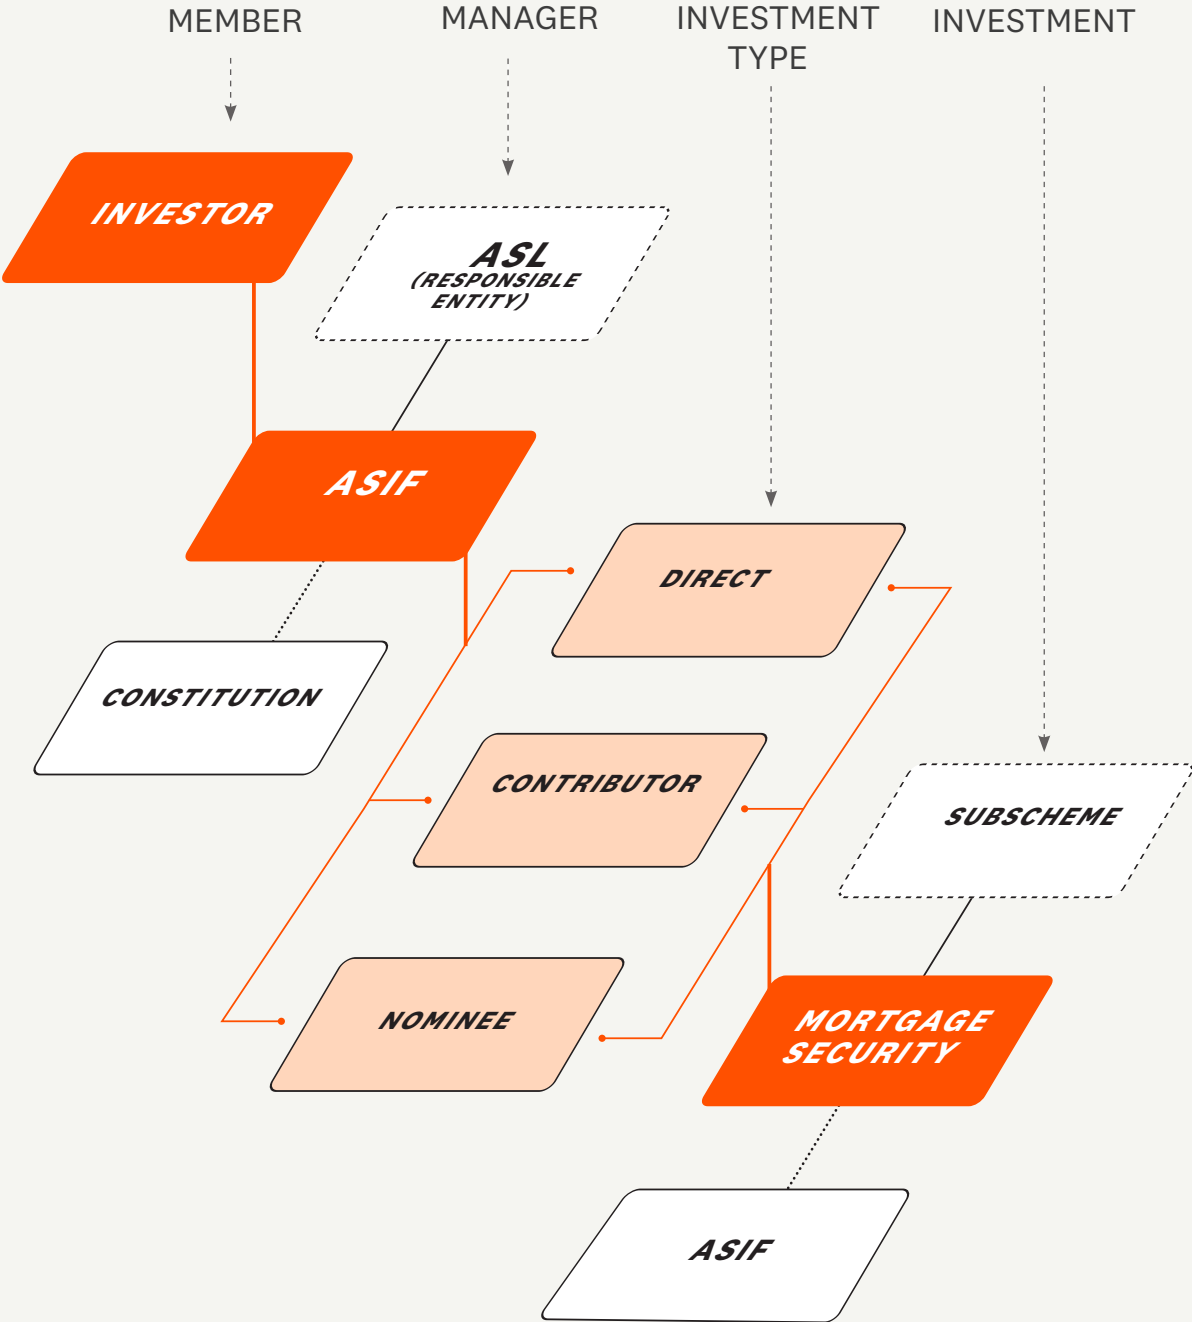 MEMBER
MANAGER
INVESTMENT
TYPE
INVESTMENT
INVESTOR
ASL
(RESPONSIBLE
ENTITY)
ASIF
DIRECT
CONSTITUTION
CONTRIBUTOR
SUBSCHEME
NOMINEE
MORTGAGE
SECURITY
ASIF